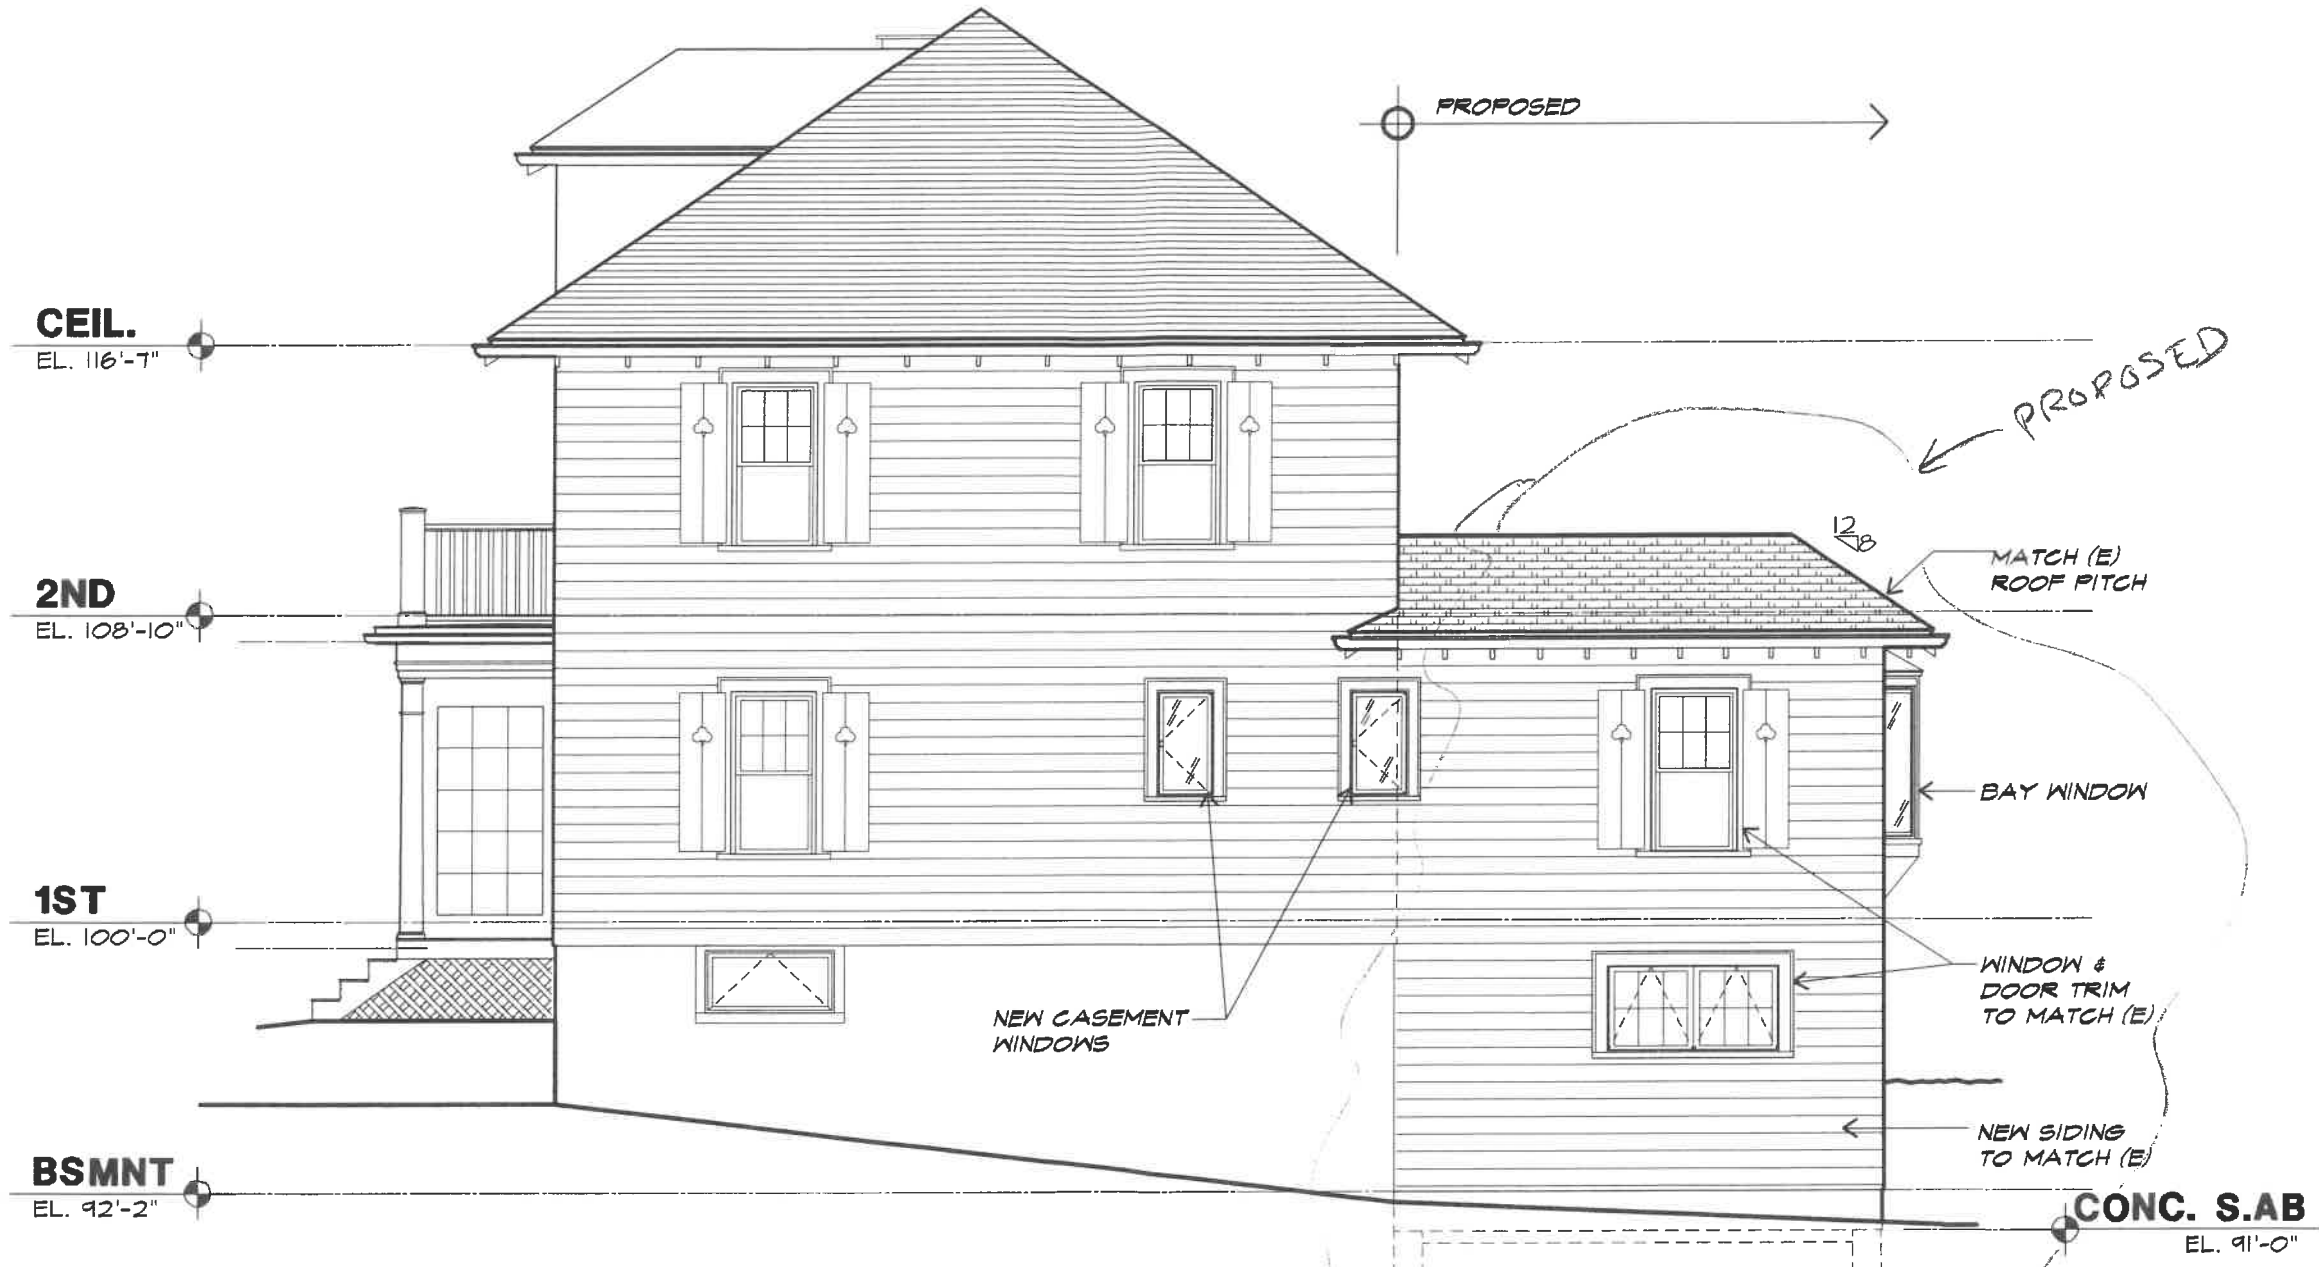 PROPOSED
CEIL.
EL. 116'-7"
PROPOSED
12
8
MATCH (E)
ROOF PITCH
2ND
EL. 108'-10"
BAY WINDOW
1ST
EL. 100'-0"
WINDOW &
DOOR TRIM
TO MATCH (E)
NEW CASEMENT
WINDOWS
NEW SIDING
TO MATCH (E)
BSMNT
EL. 92'-2"
CONC. S.AB
EL. 91'-0"